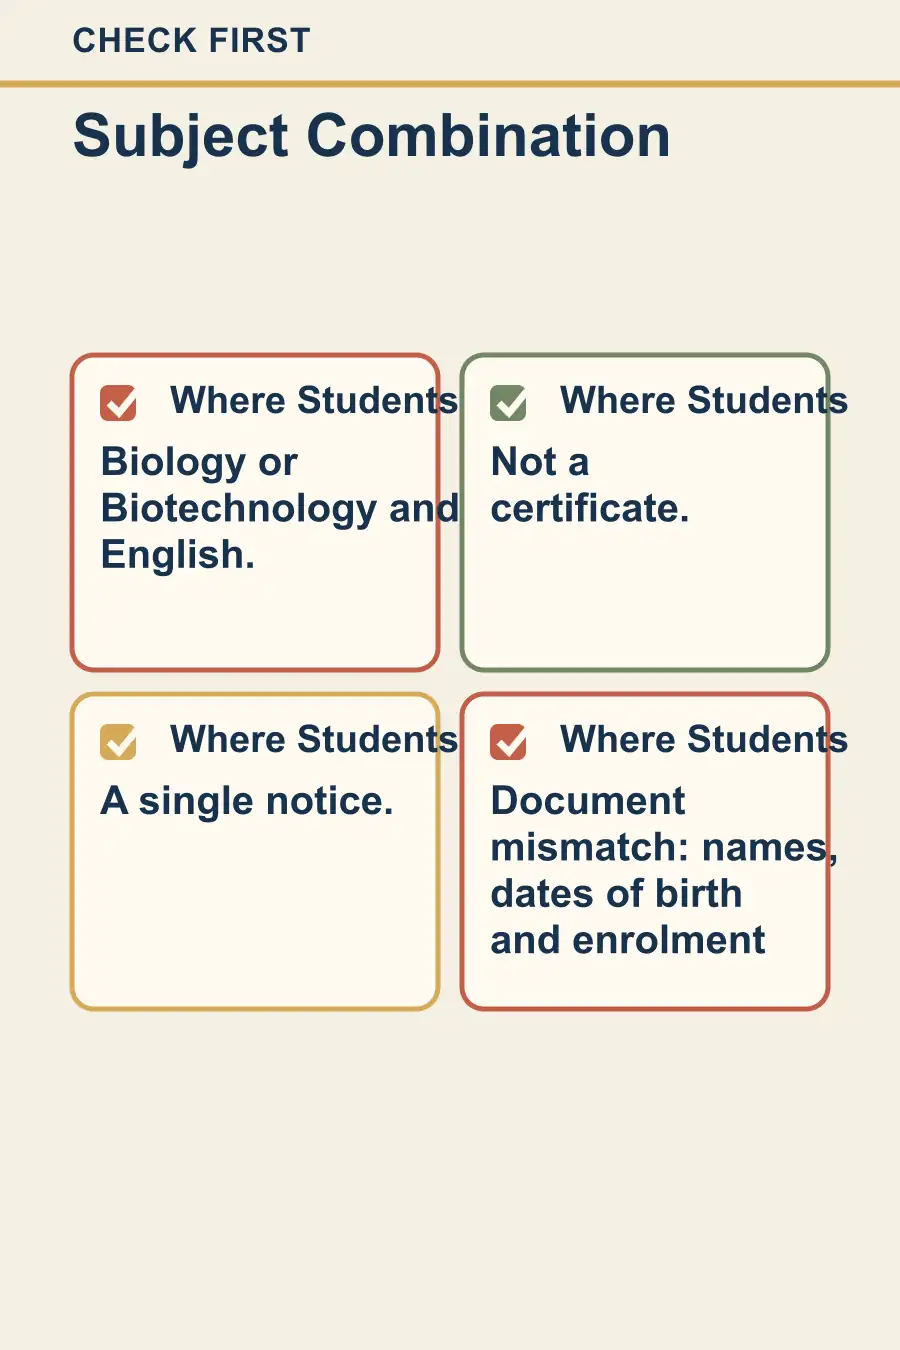 CHECK FIRST
Subject Combination
Where Students
Biology or
Biotechnology and
English.
Where Students
Not a
certificate.
Where Students
A single notice.
Where Students
Document
mismatch: names,
dates of birth
and enrolment